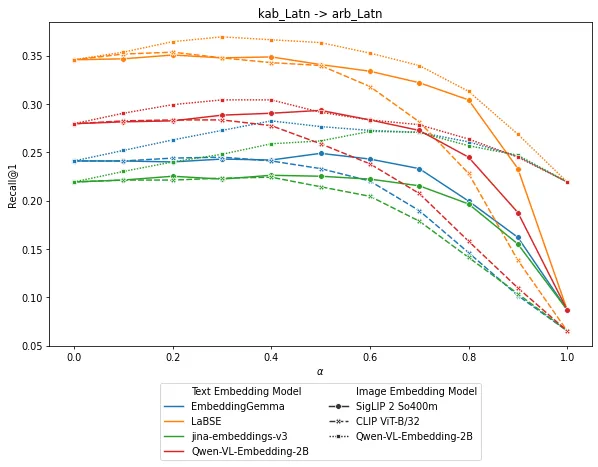 kab_Latn -> arb_Latn
Recall@1
0.35
0.30
0.25
0.20
0.15
0.10
0.05
0.0 0.2 0.4 0.6 0.8 1.0
α
Text Embedding Model Image Embedding Model
EmbeddingGemma SigLIP 2 So400m
LaBSE CLIP ViT-B/32
jina-embeddings-v3 Qwen-VL-Embedding-2B
Qwen-VL-Embedding-2B